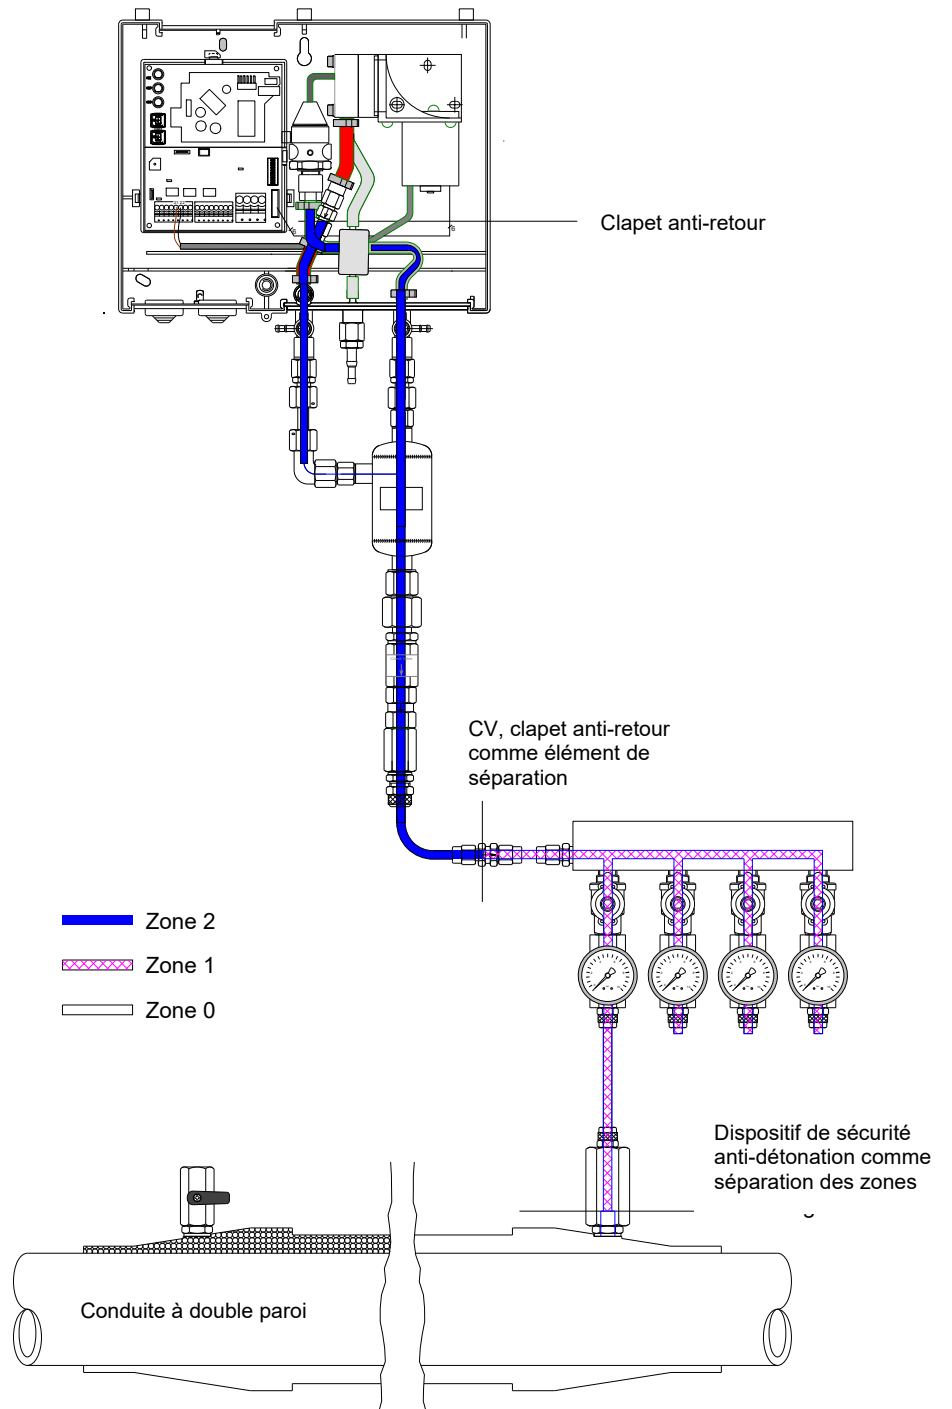 Clapet anti-retour
CV, clapet anti-retour
comme élément de
séparation
Zone 2
Zone 1
Zone 0
Dispositif de sécurité
anti-détonation comme
séparation des zones
Conduite à double paroi